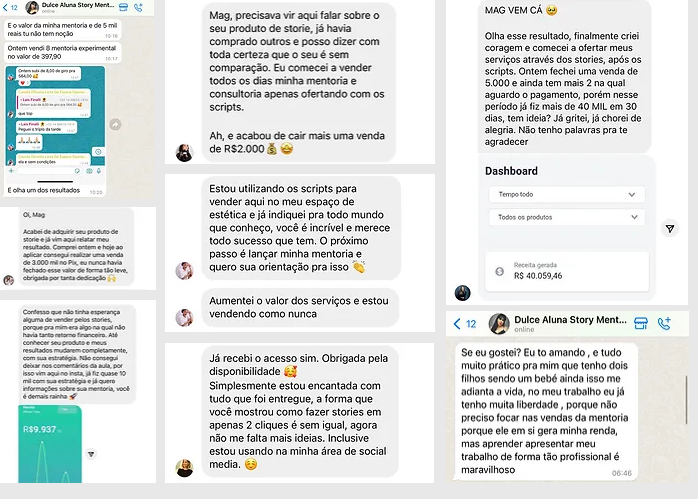 12
Dulce Aluna Story Ment...
online
E o valor da minha mentoria e de 5 mil
reais tu não tem noção
10:16
Ontem vendi 8 mentoria experimental
no valor de 397,90
10:17
Ontem subi de 8,00 de giro pra
564,00
que top
Peguei o triplo da tarde
ela e sem condições
E olha um dos resultados
10:20
Oi, Mag
Acabei de adquirir seu produto de
storie e já vim aqui relatar meu
resultado. Comprei ontem e hoje ao
aplicar consegui realizar uma venda
de 3.000 mil no Pix, eu nunca havia
fechado esse valor de forma tão leve,
obrigada por tanta dedicação 🙌
Confesso que não tinha esperança
alguma de vender pelos stories,
porque pra mim era algo na qual não
havia tanto retorno financeiro. Até
conhecer seu produto e meus
resultados mudarem completamente,
com sua estratégia. Não consegui
deixar nos comentários da aula, por
isso vim aqui no insta, já fiz quase 10
mil com sua estratégia e já quero
informações sobre sua mentoria, você
é demais rainha 🚀
R$9.937
Mag, precisava vir aqui falar sobre o
seu produto de storie, já havia
comprado outros e posso dizer com
toda certeza que o seu é sem
comparação. Eu comecei a vender
todos os dias minha mentoria e
consultoria apenas ofertando com os
scripts.
Ah, e acabou de cair mais uma venda
de R$2.000 💰🤩
Estou utilizando os scripts para
vender aqui no meu espaço de
estética e já indiquei pra todo mundo
que conheço, você é incrível e merece
todo sucesso que tem. O próximo
passo é lançar minha mentoria e
quero sua orientação pra isso 👏
Aumentei o valor dos serviços e estou
vendendo como nunca
Já recebi o acesso sim. Obrigada pela
disponibilidade 🥰
Simplesmente estou encantada com
tudo que foi entregue, a forma que
você mostrou como fazer stories em
apenas 2 cliques é sem igual, agora
não me falta mais ideias. Inclusive
estou usando na minha área de social
media. ☺️
MAG VEM CÁ 🥹
Olha esse resultado, finalmente criei
coragem e comecei a ofertar meus
serviços através dos stories, após os
scripts. Ontem fechei uma venda de
5.000 e ainda tem mais 2 na qual
aguardo o pagamento, porém nesse
período já fiz mais de 40 MIL EM 30
dias, tem ideia? Já gritei, já chorei de
alegria. Não tenho palavras pra te
agradecer
Dashboard
Tempo todo
Todos os produtos
Receita gerada
R$ 40.059,46
12
Dulce Aluna Story Ment...
online
Se eu gostei? Eu to amando , e tudo
muito prático pra mim que tenho dois
filhos sendo um bebé ainda isso me
adianta a vida, no meu trabalho eu já
tenho muita liberdade , porque não
preciso focar nas vendas da mentoria
porque ele em si gera minha renda,
mas aprender apresentar meu
trabalho de forma tão profissional é
maravilhoso
06:46